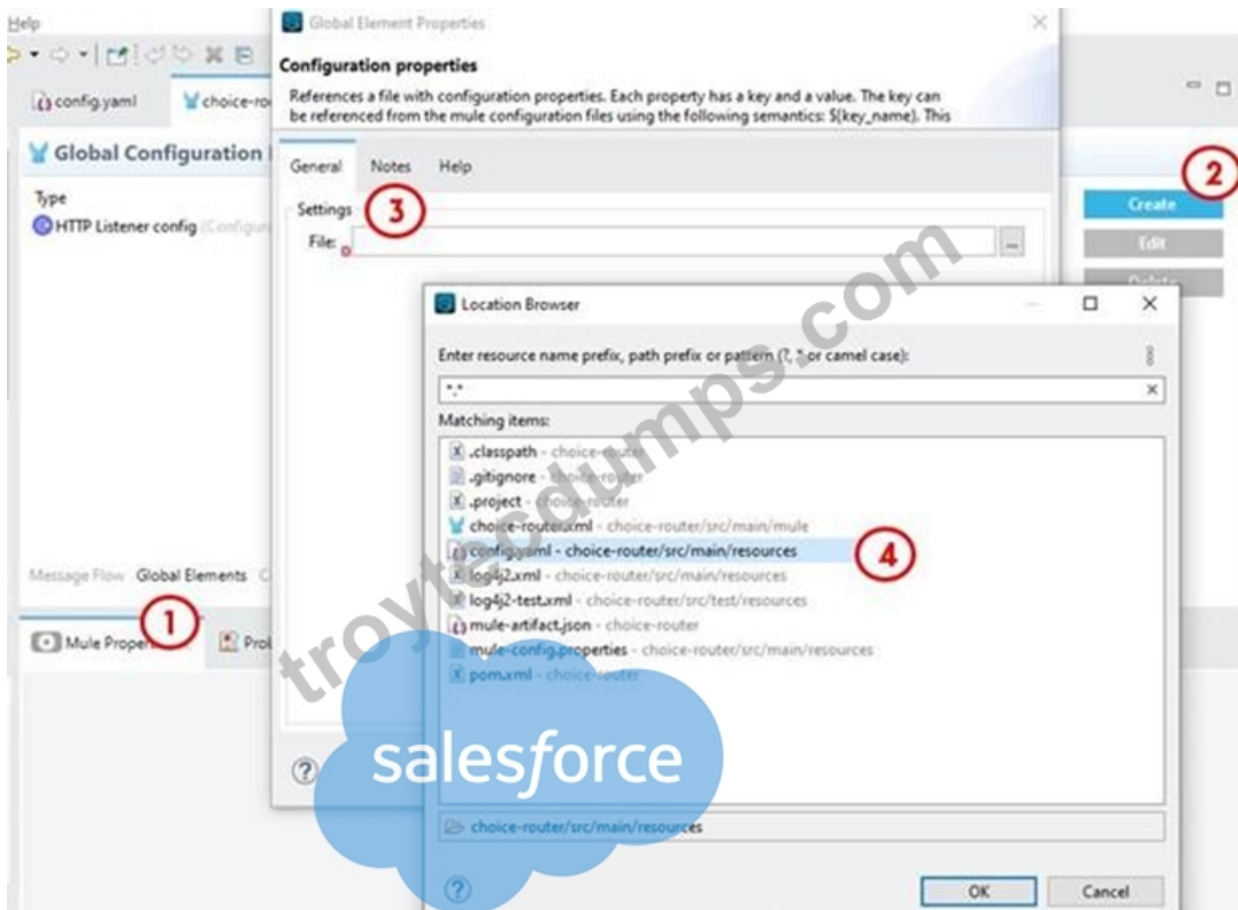 Help
Global Element Properties
Configuration properties
References a file with configuration properties. Each property has a key and a value. The key can
be referenced from the mule configuration files using the following semantics: ${key_name}. This
config.yaml
choice-ro
Global Configuration
General Notes Help
2
Type
Create
HTTP Listener config (Configur
Settings
3
Edit
File:
...
Delete
Location Browser
Enter resource name prefix, path prefix or pattern (?, * or camel case):
*.*
Matching items:
.classpath - choice-router
.gitignore - choice-router
.project - choice-router
choice-router.xml - choice-router/src/main/mule
config.yaml - choice-router/src/main/resources
4
log4j2.xml - choice-router/src/main/resources
log4j2-test.xml - choice-router/src/test/resources
mule-artifact.json - choice-router
mule-config.properties - choice-router/src/main/resources
pom.xml - choice-router
Message Flow Global Elements C
1
Mule Proper
Prob
choice-router/src/main/resources
OK
Cancel
troytecdumps.com
salesforce